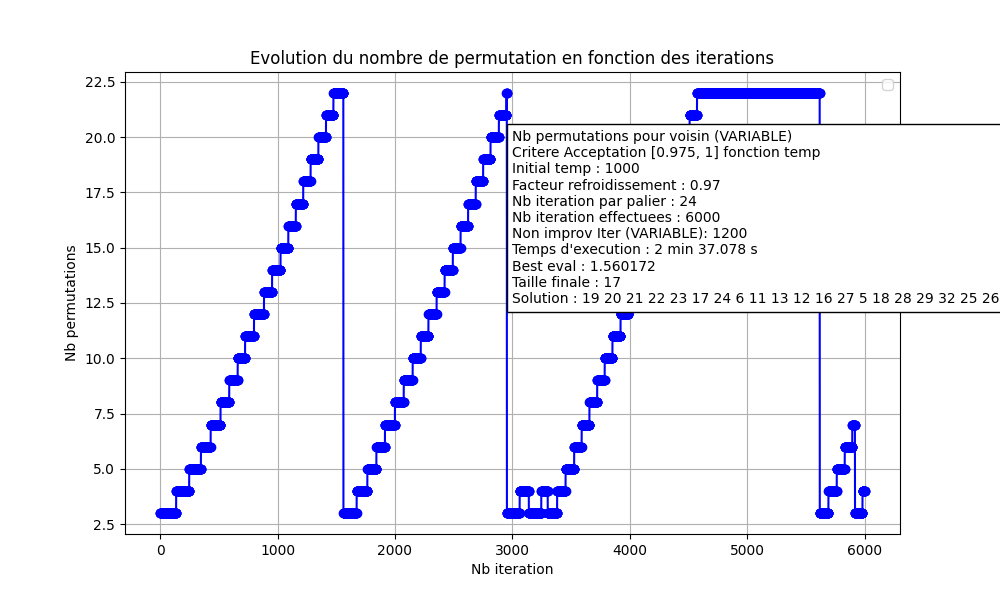 Evolution du nombre de permutation en fonction des iterations
22.5
20.0
17.5
15.0
12.5
10.0
7.5
5.0
2.5
Nb permutations
Nb permutations pour voisin (VARIABLE)
Critere Acceptation [0.975, 1] fonction temp
Initial temp : 1000
Facteur refroidissement : 0.97
Nb iteration par palier : 24
Nb iteration effectuees : 6000
Non improv Iter (VARIABLE): 1200
Temps d'execution : 2 min 37.078 s
Best eval : 1.560172
Taille finale : 17
Solution : 19 20 21 22 23 17 24 6 11 13 12 16 27 5 18 28 29 32 25 26
0 1000 2000 3000 4000 5000 6000
Nb iteration